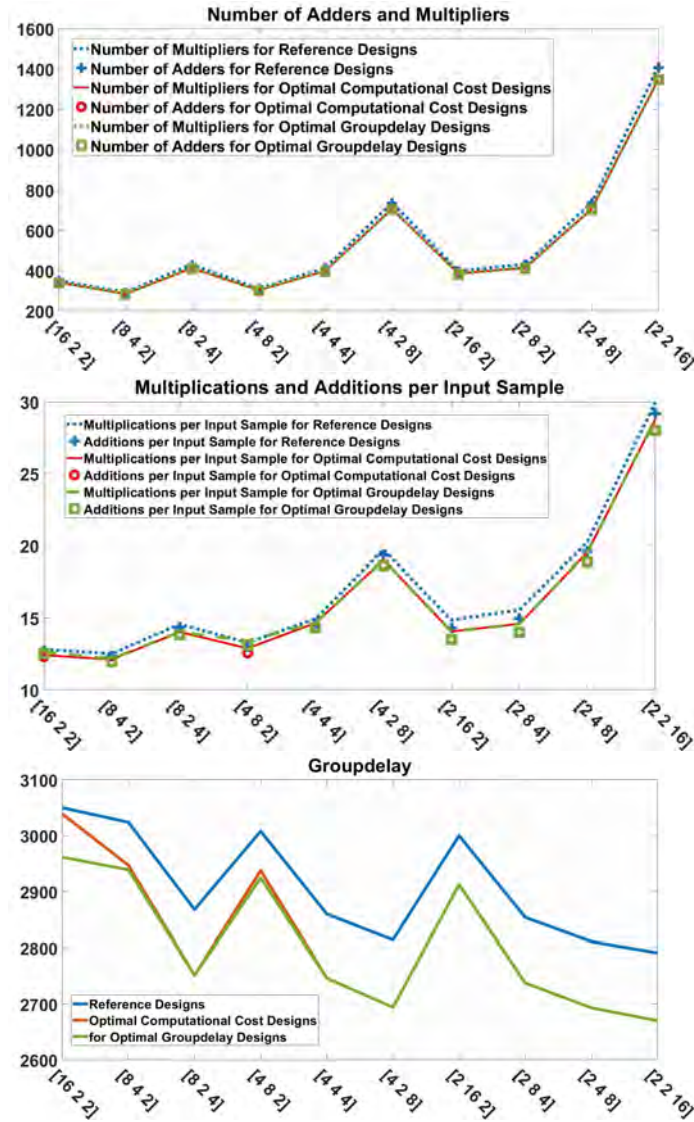 Number of Adders and Multipliers
1600
1400
1200
1000
800
600
400
200
Number of Multipliers for Reference Designs
Number of Adders for Reference Designs
Number of Multipliers for Optimal Computational Cost Designs
Number of Adders for Optimal Computational Cost Designs
Number of Multipliers for Optimal Groupdelay Designs
Number of Adders for Optimal Groupdelay Designs
[16 2 2]
[8 4 2]
[8 2 4]
[4 8 2]
[4 4 4]
[4 2 8]
[2 16 2]
[2 8 2]
[2 4 8]
[2 2 16]
Multiplications and Additions per Input Sample
30
25
20
15
10
Multiplications per Input Sample for Reference Designs
Additions per Input Sample for Reference Designs
Multiplications per Input Sample for Optimal Computational Cost Designs
Additions per Input Sample for Optimal Computational Cost Designs
Multiplications per Input Sample for Optimal Groupdelay Designs
Additions per Input Sample for Optimal Groupdelay Designs
[16 2 2]
[8 4 2]
[8 2 4]
[4 8 2]
[4 4 4]
[4 2 8]
[2 16 2]
[2 8 4]
[2 4 8]
[2 2 16]
Groupdelay
3100
3000
2900
2800
2700
2600
Reference Designs
Optimal Computational Cost Designs
for Optimal Groupdelay Designs
[16 2 2]
[8 4 2]
[8 2 4]
[4 8 2]
[4 4 4]
[4 2 8]
[2 16 2]
[2 8 4]
[2 4 8]
[2 2 16]